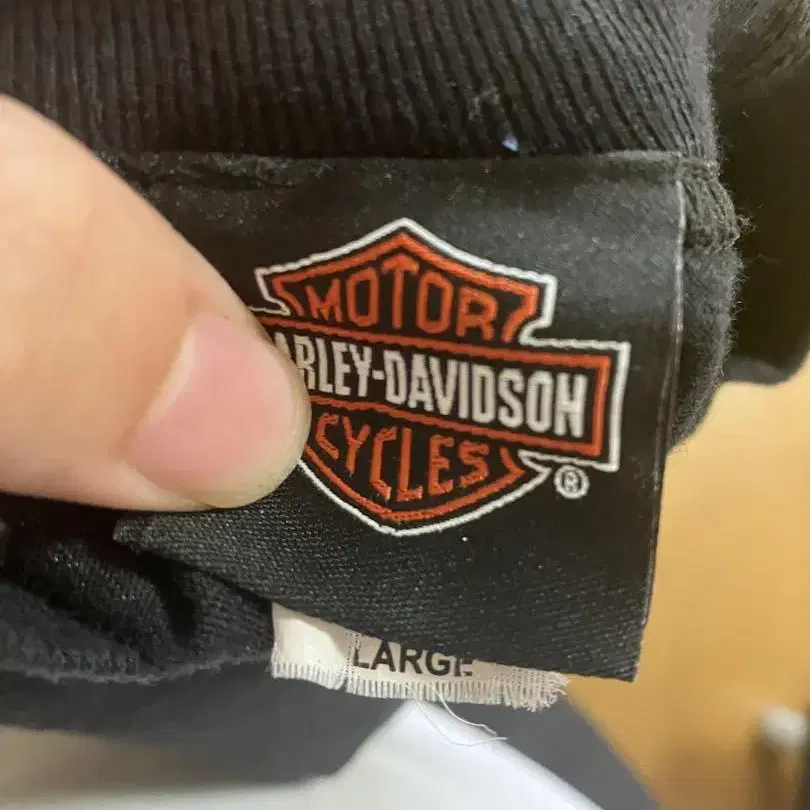 MOTOR
ARLEY-DAVIDSON
CYCLES
®
LARGE